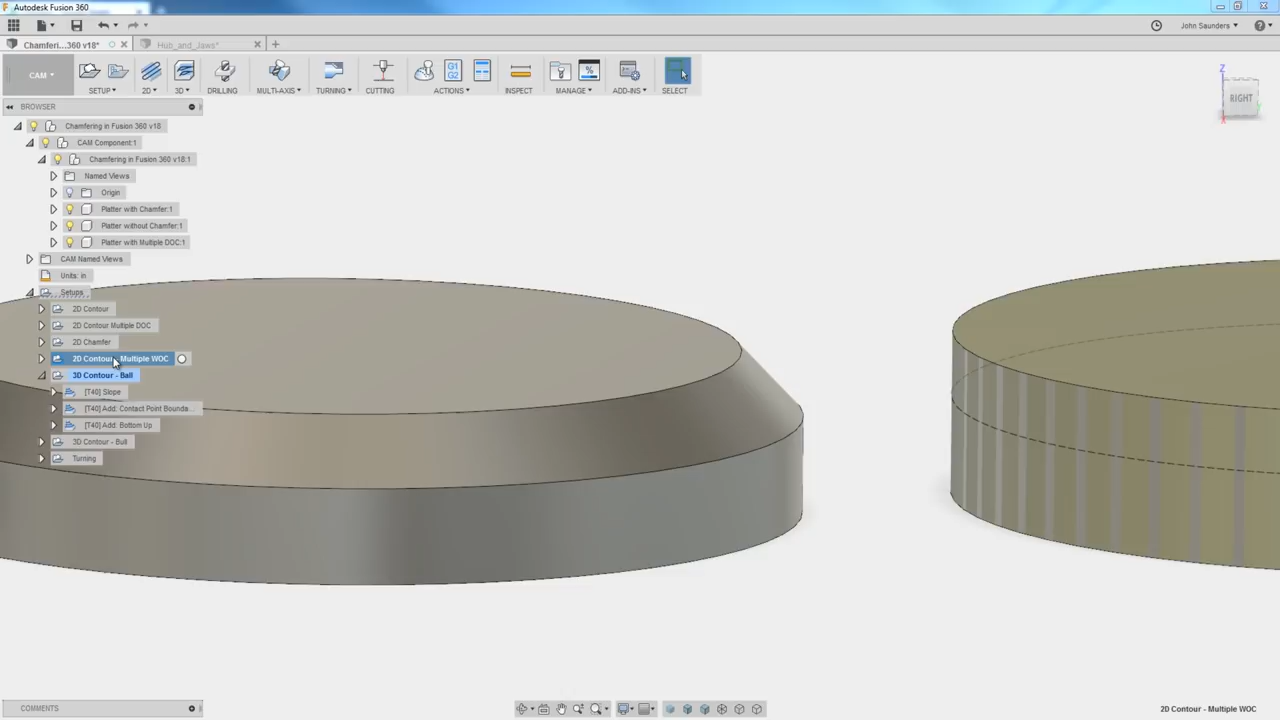 Autodesk Fusion 360
John Saunders
Chamferi...360 v18*
Hub_and_Jaws*
CAM
SETUP
2D
3D
DRILLING
MULTI-AXIS
TURNING
CUTTING
G1
G2
ACTIONS
INSPECT
MANAGE
ADD-INS
SELECT
BROWSER
Chamfering in Fusion 360 v18
CAM Component:1
Chamfering in Fusion 360 v18:1
Named Views
Origin
Platter with Chamfer:1
Platter without Chamfer:1
Platter with Multiple DOC:1
CAM Named Views
Units: in
Setups
2D Contour
2D Contour Multiple DOC
2D Chamfer
2D Contour - Multiple WOC
3D Contour - Ball
[T40] Slope
[T40] Add: Contact Point Bounda...
[T40] Add: Bottom Up
3D Contour - Bull
Turning
Z
RIGHT
X
Y
COMMENTS
2D Contour - Multiple WOC